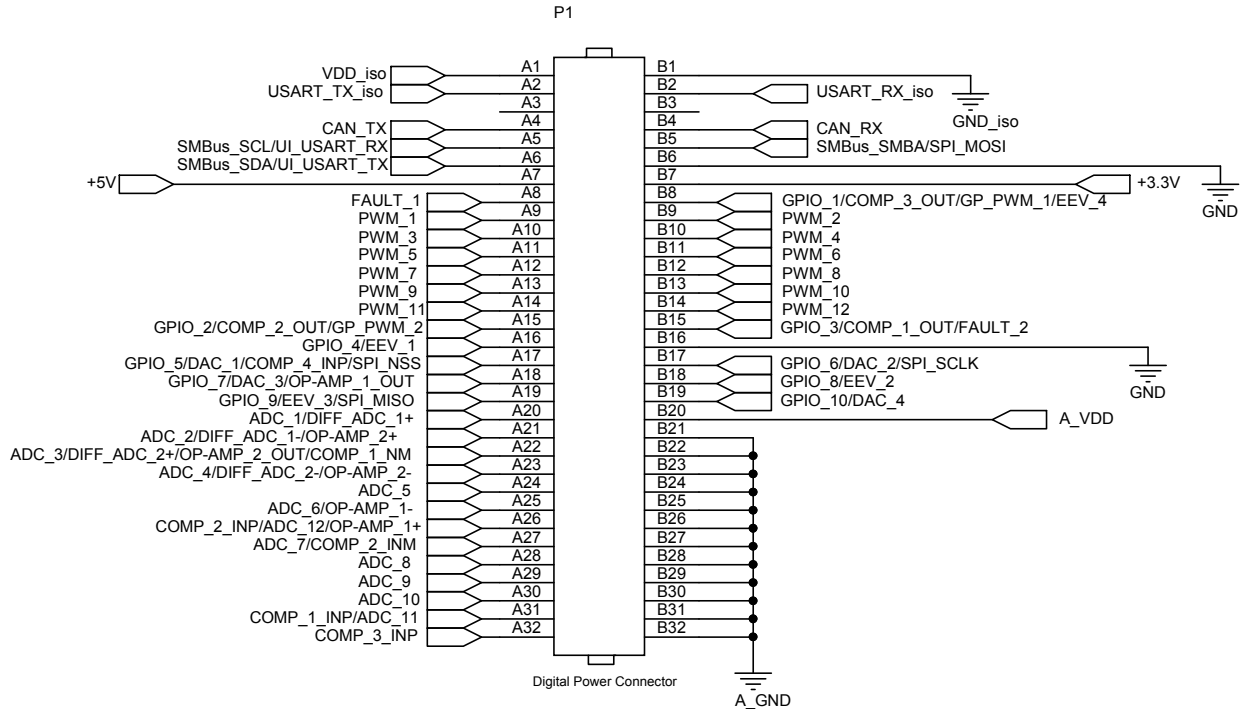 P1
VDD_iso A1 B1
GND_iso
USART_TX_iso A2 B2 USART_RX_iso
A3 B3
CAN_TX A4 B4 CAN_RX
SMBus_SCL/UI_USART_RX A5 B5 SMBus_SMBA/SPI_MOSI
SMBus_SDA/UI_USART_TX A6 B6
GND
+5V A7 B7 +3.3V
FAULT_1 A8 B8 GPIO_1/COMP_3_OUT/GP_PWM_1/EEV_4
PWM_1 A9 B9 PWM_2
PWM_3 A10 B10 PWM_4
PWM_5 A11 B11 PWM_6
PWM_7 A12 B12 PWM_8
PWM_9 A13 B13 PWM_10
PWM_11 A14 B14 PWM_12
GPIO_2/COMP_2_OUT/GP_PWM_2 A15 B15 GPIO_3/COMP_1_OUT/FAULT_2
GPIO_4/EEV_1 A16 B16
GND
GPIO_5/DAC_1/COMP_4_INP/SPI_NSS A17 B17 GPIO_6/DAC_2/SPI_SCLK
GPIO_7/DAC_3/OP-AMP_1_OUT A18 B18 GPIO_8/EEV_2
GPIO_9/EEV_3/SPI_MISO A19 B19 GPIO_10/DAC_4
ADC_1/DIFF_ADC_1+ A20 B20 A_VDD
ADC_2/DIFF_ADC_1-/OP-AMP_2+ A21 B21
ADC_3/DIFF_ADC_2+/OP-AMP_2_OUT/COMP_1_NM A22 B22
ADC_4/DIFF_ADC_2-/OP-AMP_2- A23 B23
ADC_5 A24 B24
ADC_6/OP-AMP_1- A25 B25
COMP_2_INP/ADC_12/OP-AMP_1+ A26 B26
ADC_7/COMP_2_INM A27 B27
ADC_8 A28 B28
ADC_9 A29 B29
ADC_10 A30 B30
COMP_1_INP/ADC_11 A31 B31
COMP_3_INP A32 B32
Digital Power Connector
A_GND